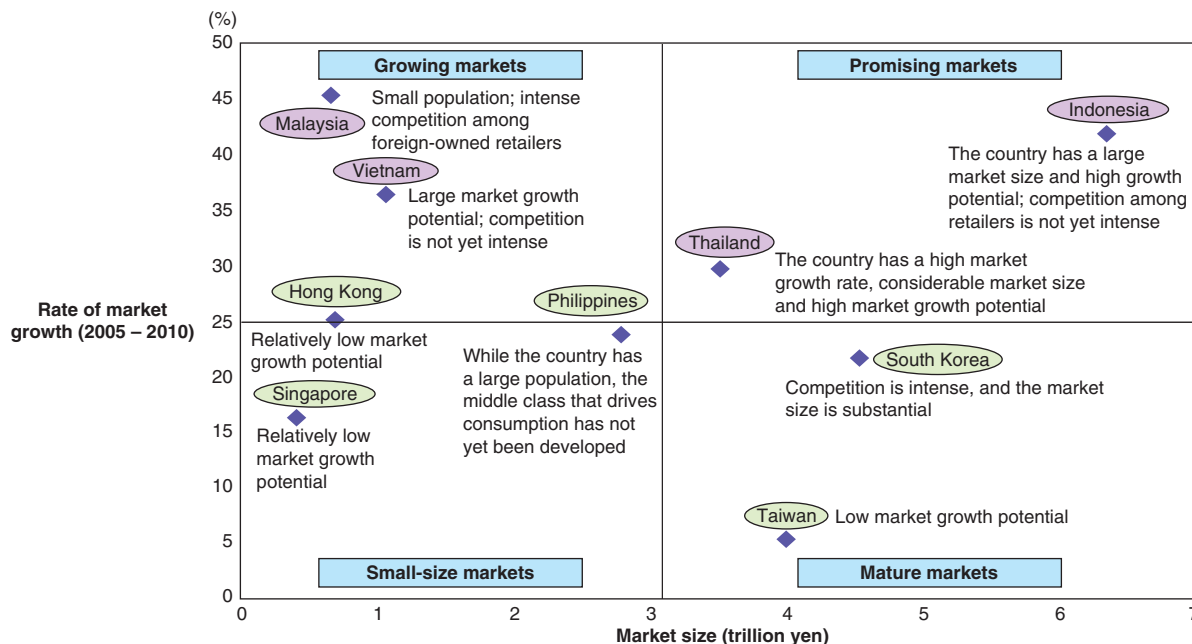 (%)
50
45
40
35
30
25
20
15
10
5
0
Rate of market
growth (2005 – 2010)
Growing markets
Malaysia
Small population; intense
competition among
foreign-owned retailers
Vietnam
Large market growth
potential; competition
is not yet intense
Hong Kong
Relatively low market
growth potential
Philippines
While the country has
a large population, the
middle class that drives
consumption has not
yet been developed
Singapore
Relatively low
market growth
potential
Small-size markets
Promising markets
Indonesia
The country has a large
market size and high growth
potential; competition among
retailers is not yet intense
Thailand
The country has a high market
growth rate, considerable market size
and high market growth potential
South Korea
Competition is intense, and the market
size is substantial
Taiwan
Low market growth potential
Mature markets
0 1 2 3 4 5 6 7
Market size (trillion yen)